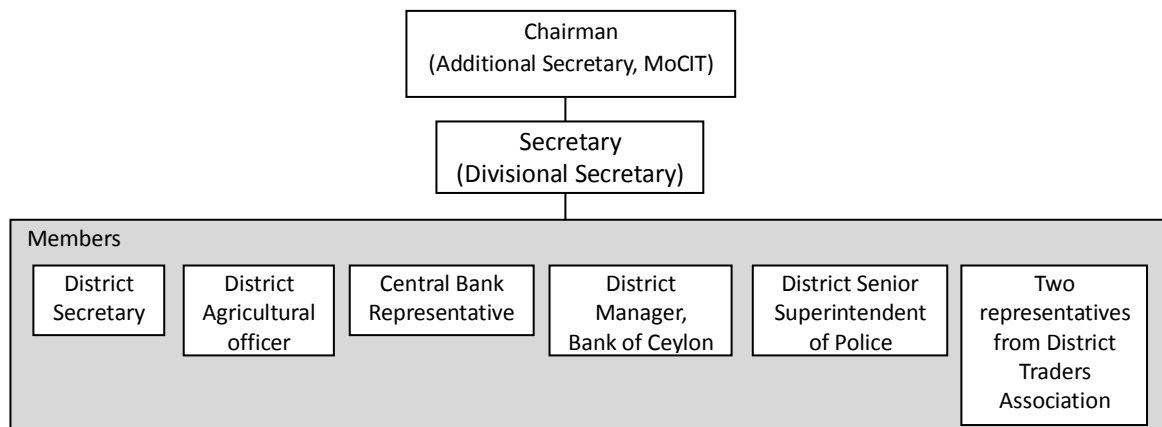 Chairman
(Additional Secretary, MoCIT)
Secretary
(Divisional Secretary)
Members
District
Secretary
District
Agricultural
officer
Central Bank
Representative
District
Manager,
Bank of Ceylon
District Senior
Superintendent
of Police
Two
representatives
from District
Traders
Association